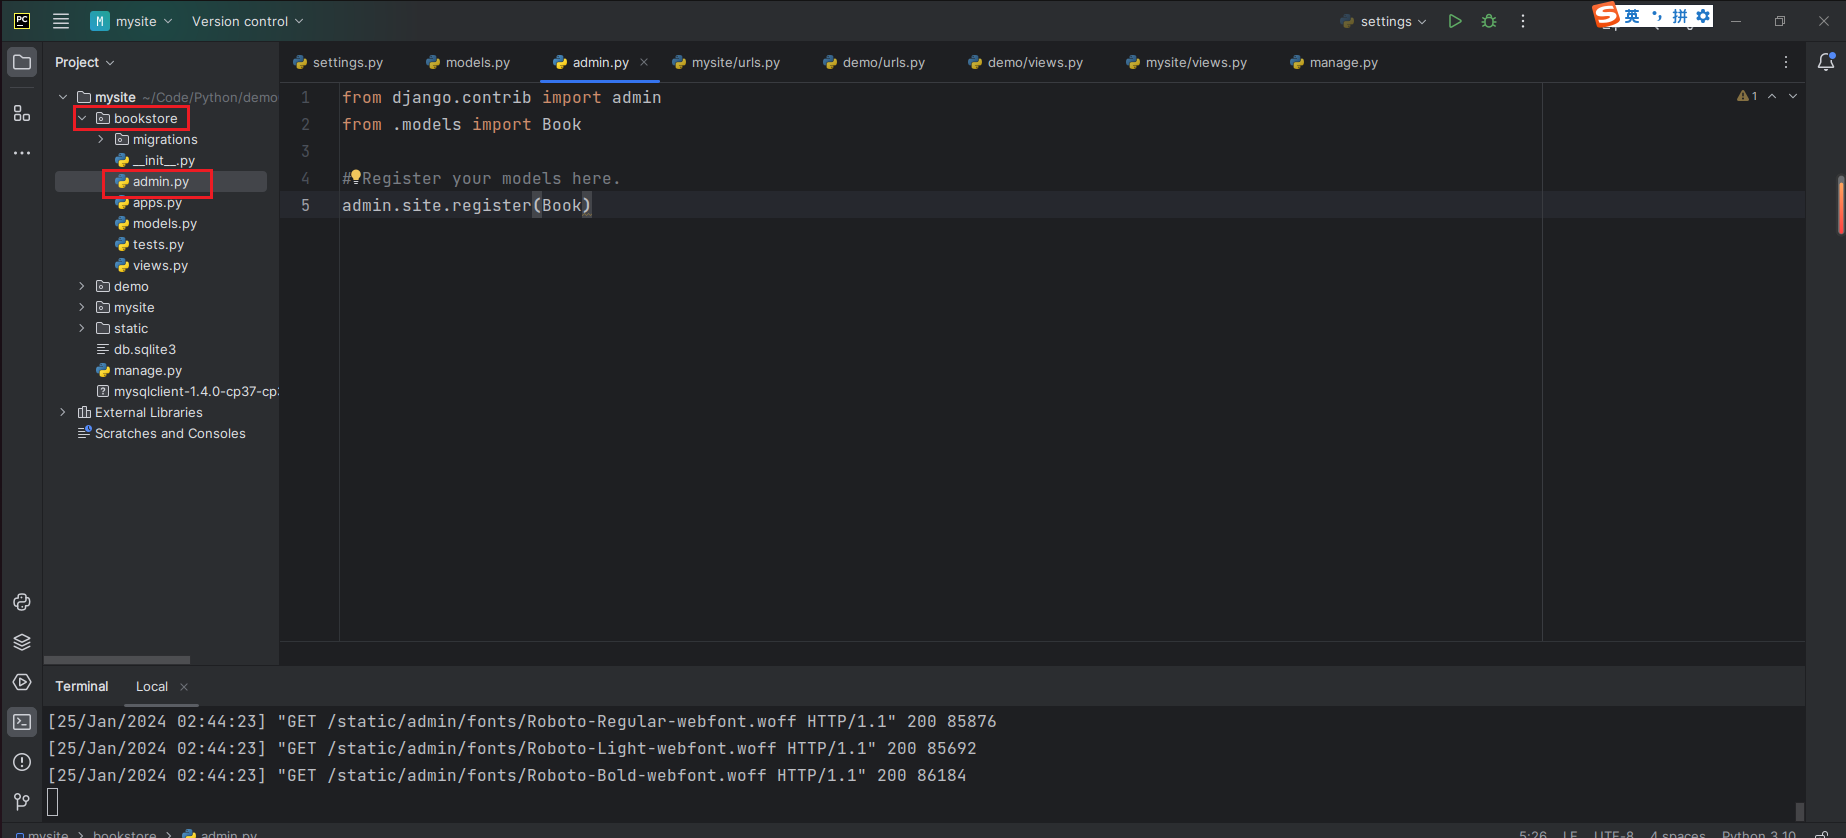 PC
M mysite Version control settings
英 拼
Project settings.py models.py admin.py mysite/urls.py demo/urls.py demo/views.py mysite/views.py manage.py
mysite ~/Code/Python/demo
bookstore
migrations
__init__.py
admin.py
apps.py
models.py
tests.py
views.py
demo
mysite
static
db.sqlite3
manage.py
mysqlclient-1.4.0-cp37-cp3
External Libraries
Scratches and Consoles
1 from django.contrib import admin
2 from .models import Book
3
4 # Register your models here.
5 admin.site.register(Book)
1
Terminal Local
[25/Jan/2024 02:44:23] "GET /static/admin/fonts/Roboto-Regular-webfont.woff HTTP/1.1" 200 85876
[25/Jan/2024 02:44:23] "GET /static/admin/fonts/Roboto-Light-webfont.woff HTTP/1.1" 200 85692
[25/Jan/2024 02:44:23] "GET /static/admin/fonts/Roboto-Bold-webfont.woff HTTP/1.1" 200 86184
mysite > bookstore > admin.py 5:26 LF UTF-8 4 spaces Python 3.10